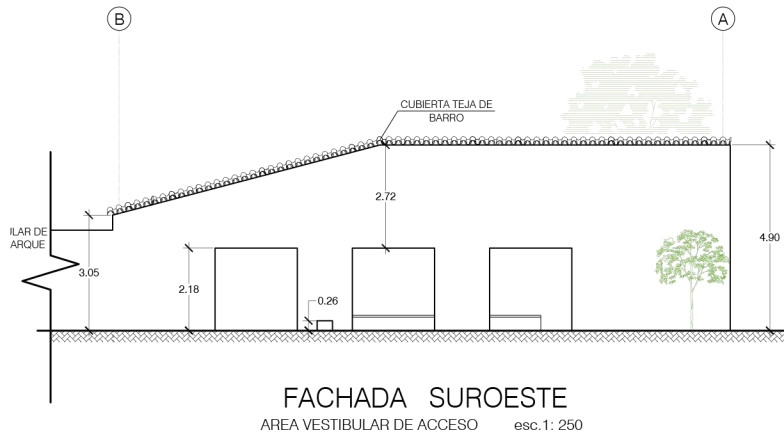 B
A
CUBIERTA TEJA DE
BARRO
2.72
ILAR DE
ARQUE
3.05
2.18
0.26
4.90
FACHADA SUROESTE
AREA VESTIBULAR DE ACCESO esc.1: 250